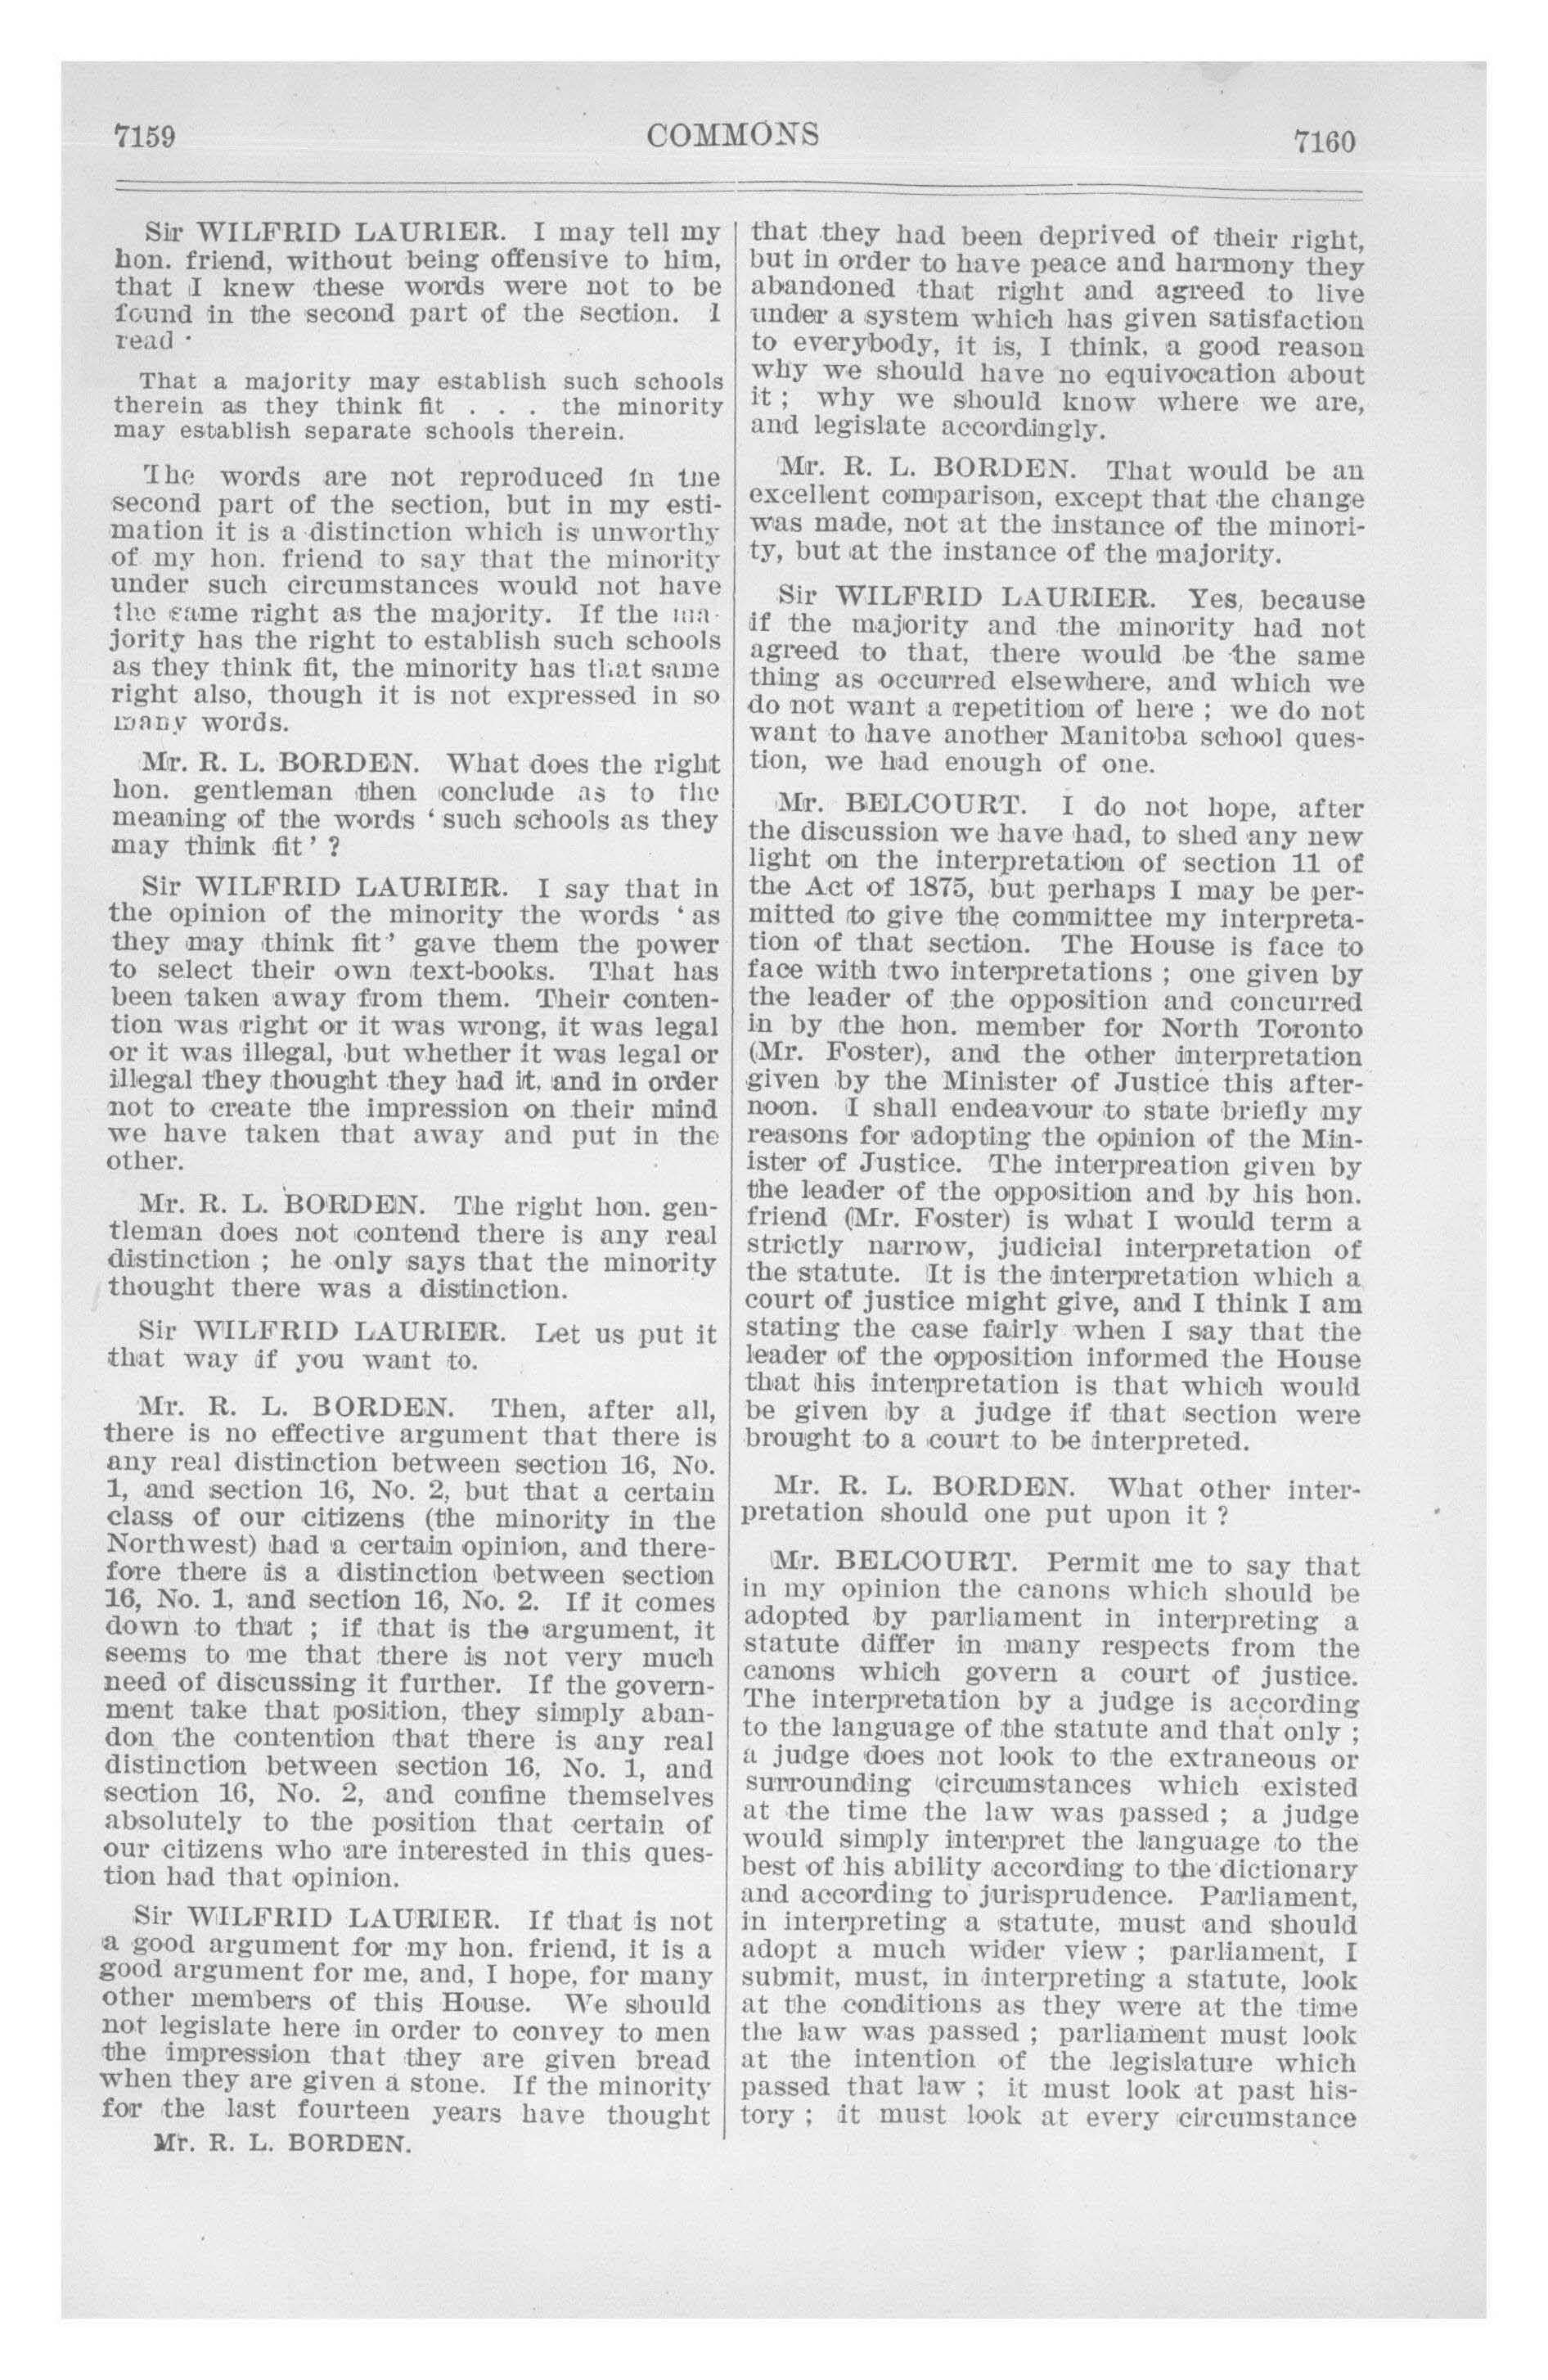 7159
COMMONS
7160
Sir WILFRID LAURIER. I may tell my
hon. friend, without being offensive to him,
that I knew these words were not to be
found in the second part of the section. I
read
That a majority may establish such schools
therein as they think fit . . . the minority
may establish separate schools therein.
The words are not reproduced in tne
second part of the section, but in my esti-
mation it is a distinction which is unworthy
of my hon. friend to say that the minority
under such circumstances would not have
the same right as the majority. If the ma-
jority has the right to establish such schools
as they think fit, the minority has that same
right also, though it is not expressed in so
many words.
Mr. R. L. BORDEN. What does the right
hon. gentleman then conclude as to the
meaning of the words ‘ such schools as they
may think fit ’ ?
Sir WILFRID LAURIER. I say that in
the opinion of the minority the words ‘ as
they may think fit ’ gave them the power
to select their own text-books. That has
been taken away from them. Their conten-
tion was right or it was wrong, it was legal
or it was illegal, but whether it was legal or
illegal they thought they had it, and in order
not to create the impression on their mind
we have taken that away and put in the
other.
Mr. R. L. BORDEN. The right hon. gen-
tleman does not contend there is any real
distinction ; he only says that the minority
thought there was a distinction.
Sir WILFRID LAURIER. Let us put it
that way if you want to.
Mr. R. L. BORDEN. Then, after all,
there is no effective argument that there is
any real distinction between section 16, No.
1, and section 16, No. 2, but that a certain
class of our citizens (the minority in the
Northwest) had a certain opinion, and there-
fore there is a distinction between section
16, No. 1, and section 16, No. 2. If it comes
down to that ; if that is the argument, it
seems to me that there is not very much
need of discussing it further. If the govern-
ment take that position, they simply aban-
don the contention that there is any real
distinction between section 16, No. 1, and
section 16, No. 2, and confine themselves
absolutely to the position that certain of
our citizens who are interested in this ques-
tion had that opinion.
Sir WILFRID LAURIER. If that is not
a good argument for my hon. friend, it is a
good argument for me, and, I hope, for many
other members of this House. We should
not legislate here in order to convey to men
the impression that they are given bread
when they are given a stone. If the minority
for the last fourteen years have thought
Mr. R. L. BORDEN.
that they had been deprived of their right,
but in order to have peace and harmony they
abandoned that right and agreed to live
under a system which has given satisfaction
to everybody, it is, I think, a good reason
why we should have no equivocation about
it ; why we should know where we are,
and legislate accordingly.
Mr. R. L. BORDEN. That would be an
excellent comparison, except that the change
was made, not at the instance of the minori-
ty, but at the instance of the majority.
Sir WILFRID LAURIER. Yes, because
if the majority and the minority had not
agreed to that, there would be the same
thing as occurred elsewhere, and which we
do not want a repetition of here ; we do not
want to have another Manitoba school ques-
tion, we had enough of one.
Mr. BELCOURT. I do not hope, after
the discussion we have had, to shed any new
light on the interpretation of section 11 of
the Act of 1875, but perhaps I may be per-
mitted to give the committee my interpreta-
tion of that section. The House is face to
face with two interpretations ; one given by
the leader of the opposition and concurred
in by the hon. member for North Toronto
(Mr. Foster), and the other interpretation
given by the Minister of Justice this after-
noon. I shall endeavour to state briefly my
reasons for adopting the opinion of the Min-
ister of Justice. The interpreation given by
the leader of the opposition and by his hon.
friend (Mr. Foster) is what I would term a
strictly narrow, judicial interpretation of
the statute. It is the interpretation which a
court of justice might give, and I think I am
stating the case fairly when I say that the
leader of the opposition informed the House
that his interpretation is that which would
be given by a judge if that section were
brought to a court to be interpreted.
Mr. R. L. BORDEN. What other inter-
pretation should one put upon it ?
Mr. BELCOURT. Permit me to say that
in my opinion the canons which should be
adopted by parliament in interpreting a
statute differ in many respects from the
canons which govern a court of justice.
The interpretation by a judge is according
to the language of the statute and that only ;
a judge does not look to the extraneous or
surrounding circumstances which existed
at the time the law was passed ; a judge
would simply interpret the language to the
best of his ability according to the dictionary
and according to jurisprudence. Parliament,
in interpreting a statute, must and should
adopt a much wider view ; parliament, I
submit, must, in interpreting a statute, look
at the conditions as they were at the time
the law was passed ; parliament must look
at the intention of the legislature which
passed that law ; it must look at past his-
tory ; it must look at every circumstance